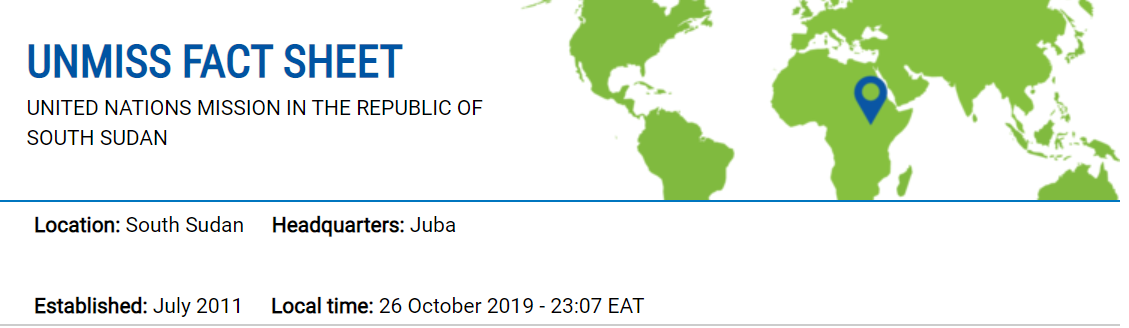 UNMISS FACT SHEET
UNITED NATIONS MISSION IN THE REPUBLIC OF
SOUTH SUDAN
Location: South Sudan Headquarters: Juba
Established: July 2011 Local time: 26 October 2019 - 23:07 EAT